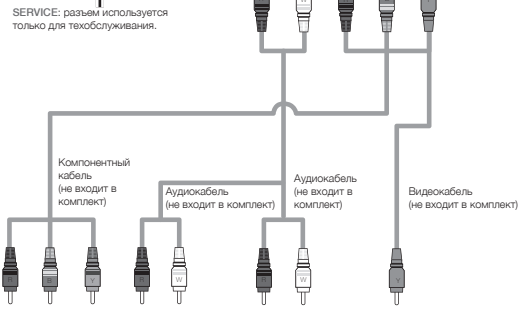 SERVICE: разъем используется
только для техобслуживания.
W
Y
Компонентный
кабель
(не входит в
комплект)
Аудиокабель
(не входит в комплект)
Аудиокабель
(не входит в
комплект)
Видеокабель
(не входит в комплект)
R
B
Y
R
W
R
W
Y